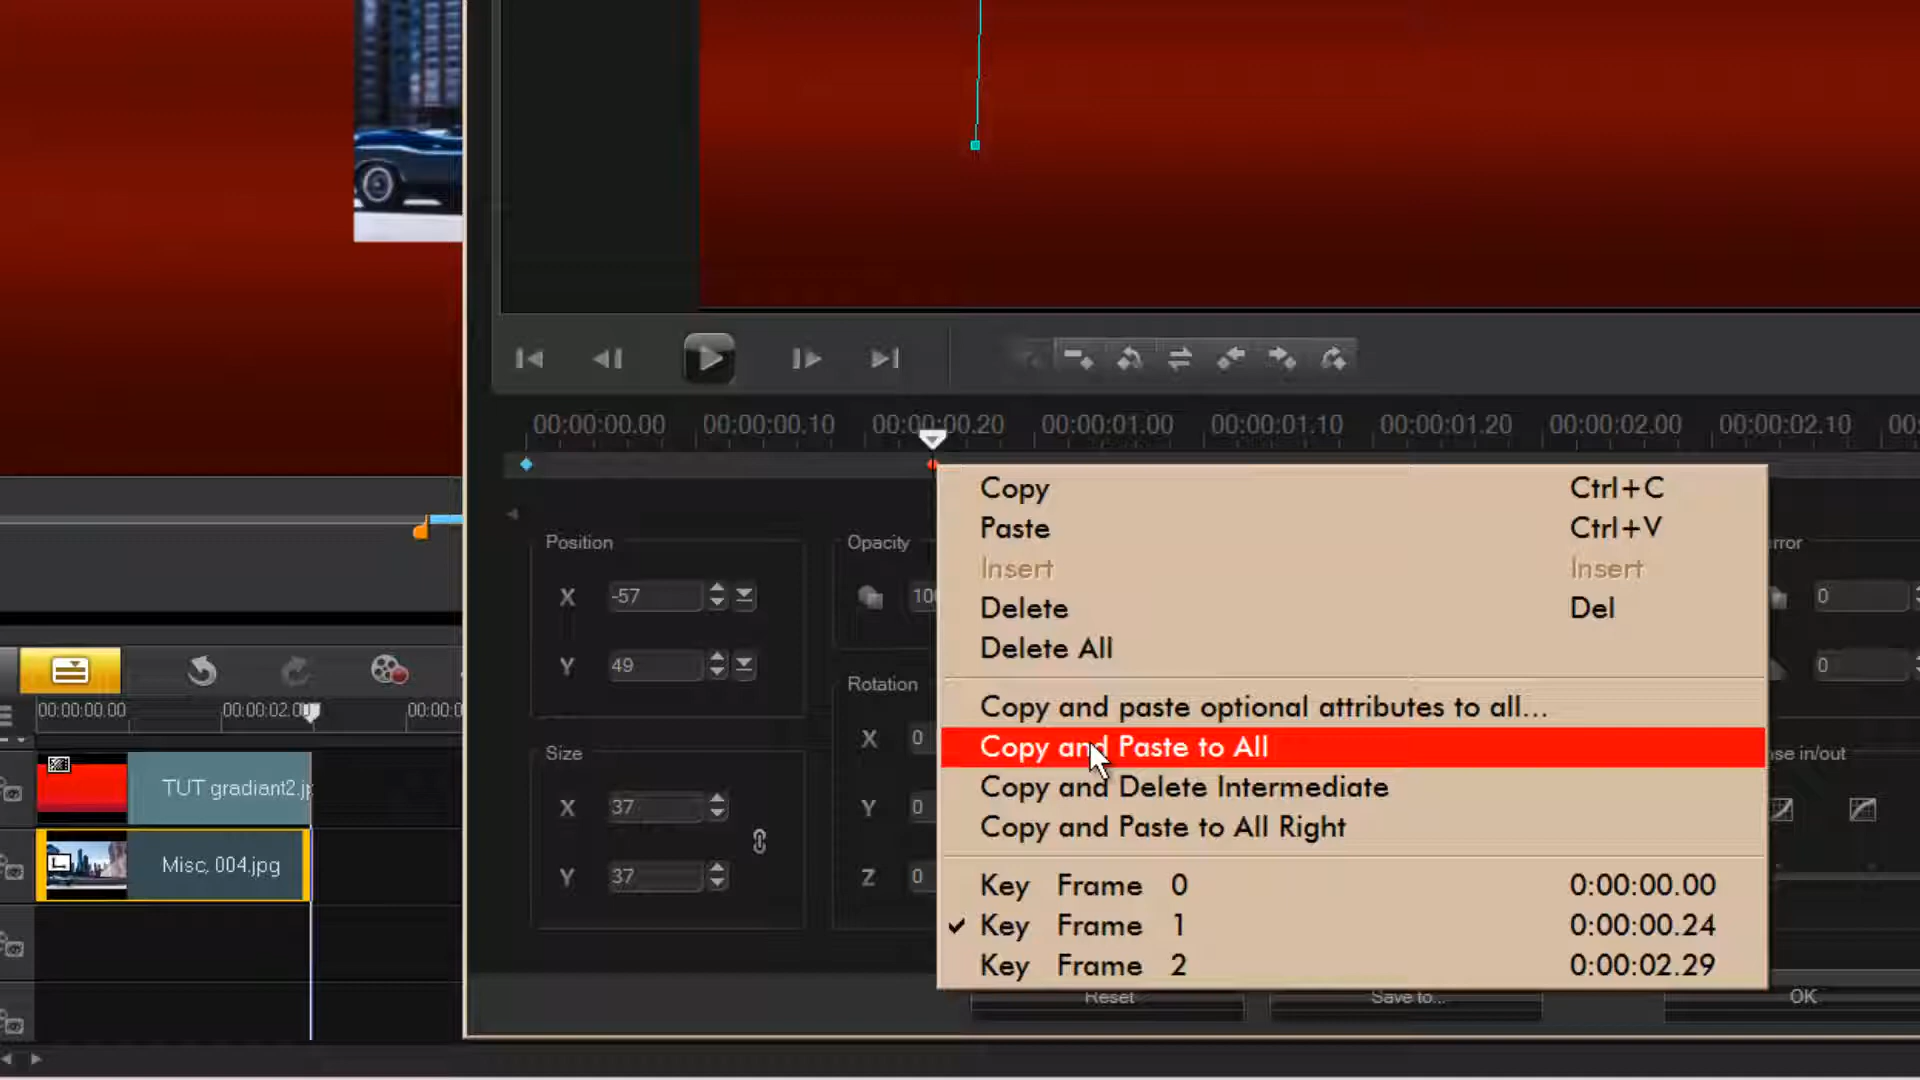 00:00:00.00 00:00:00.10 00:00:00.20 00:00:01.00 00:00:01.10 00:00:01.20 00:00:02.00 00:00:02.10
Copy Ctrl+C
Paste Ctrl+V
Insert Insert
Delete Del
Delete All
Copy and paste optional attributes to all...
Copy and Paste to All
Copy and Delete Intermediate
Copy and Paste to All Right
Key Frame 0 0:00:00.00
Key Frame 1 0:00:00.24
Key Frame 2 0:00:02.29
Position
X -57
Y 49
Size
X 37
Y 37
Opacity
Rotation
X 0
Y 0
Z 0
0
0
in/out
Reset Save to... OK
00:00:00.00
TUT gradiant2.jp
Misc, 004.jpg